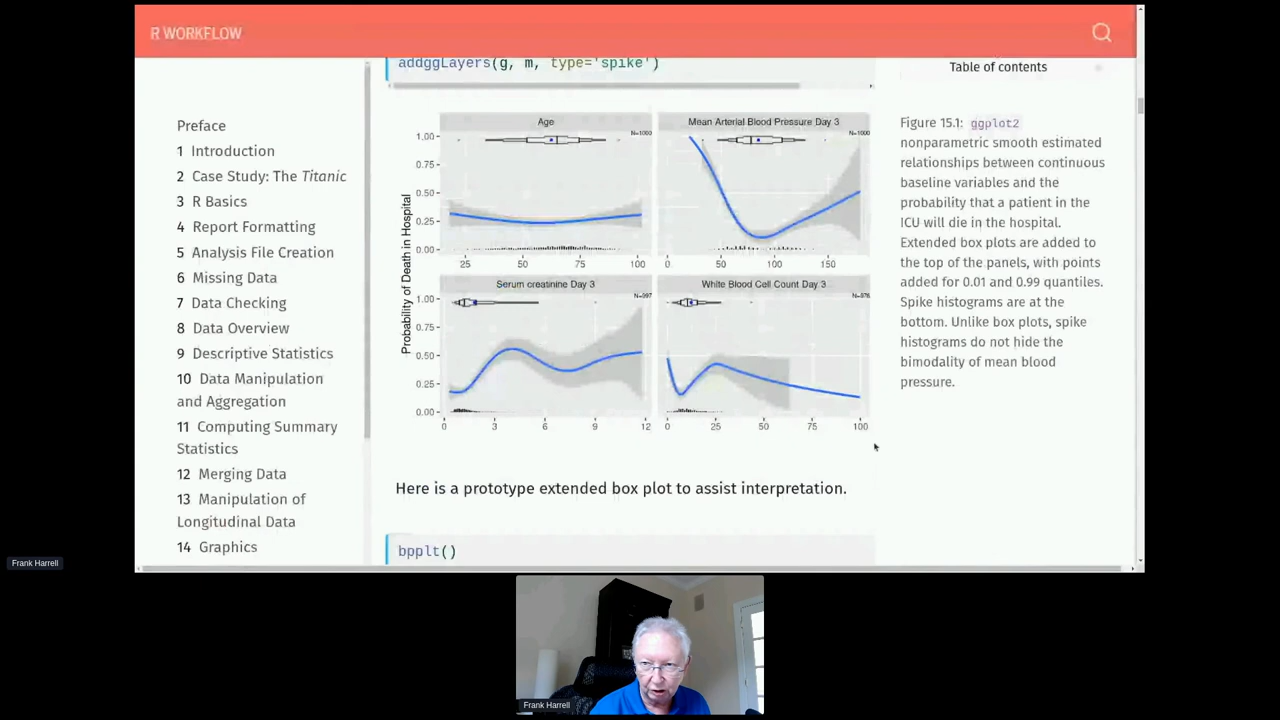 R WORKFLOW
addggLayers(g, m, type='spike')
Table of contents
Preface
1 Introduction
2 Case Study: The Titanic
3 R Basics
4 Report Formatting
5 Analysis File Creation
6 Missing Data
7 Data Checking
8 Data Overview
9 Descriptive Statistics
10 Data Manipulation
and Aggregation
11 Computing Summary
Statistics
12 Merging Data
13 Manipulation of
Longitudinal Data
14 Graphics
Probability of Death in Hospital
Age
N=1000
1.00
0.75
0.50
0.25
0.00
25 50 75 100
Mean Arterial Blood Pressure Day 3
N=1000
0 50 100 150
Serum creatinine Day 3
N=997
1.00
0.75
0.50
0.25
0.00
0 3 6 9 12
White Blood Cell Count Day 3
N=976
0 25 50 75 100
Figure 15.1: ggplot2
nonparametric smooth estimated
relationships between continuous
baseline variables and the
probability that a patient in the
ICU will die in the hospital.
Extended box plots are added to
the top of the panels, with points
added for 0.01 and 0.99 quantiles.
Spike histograms are at the
bottom. Unlike box plots, spike
histograms do not hide the
bimodality of mean blood
pressure.
Here is a prototype extended box plot to assist interpretation.
bpplt()
Frank Harrell
Frank Harrell